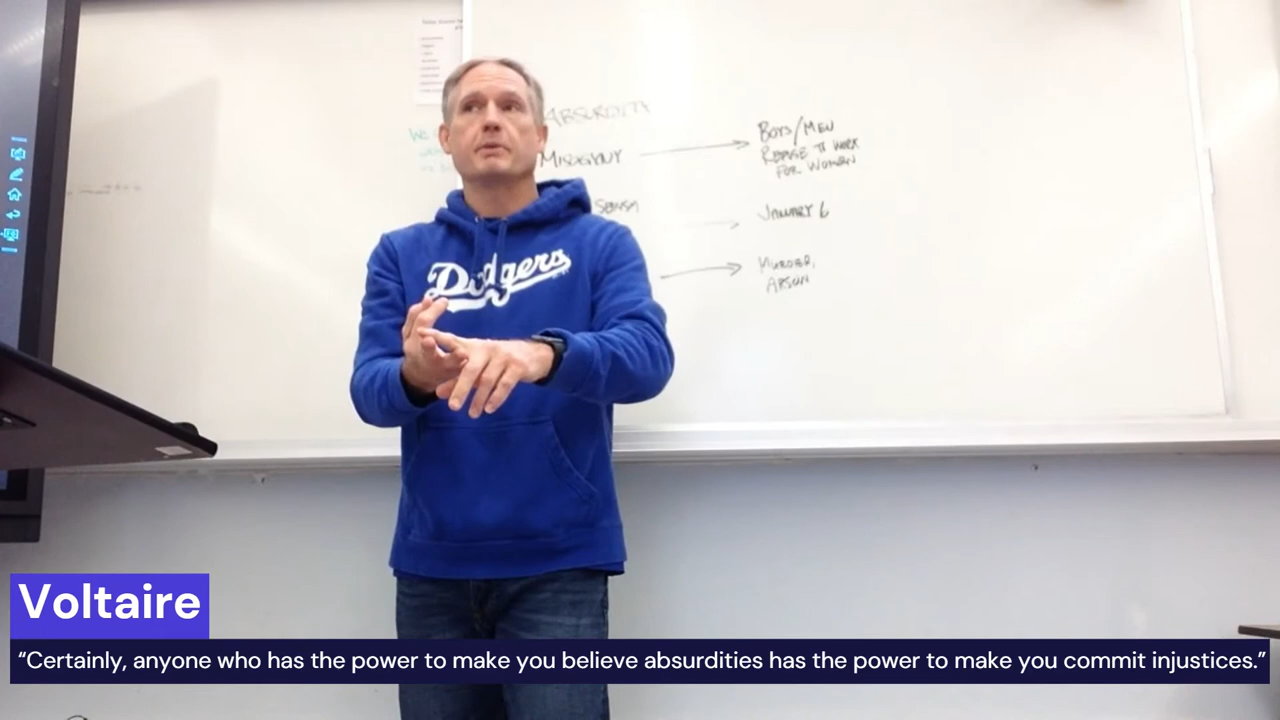 ABSURDITY
MISOGYNY
BOYS/MEN
REFUSE TO WORK
FOR WOMEN
JANUARY 6
MURDER,
ARSON
Dodgers
Voltaire
“Certainly, anyone who has the power to make you believe absurdities has the power to make you commit injustices.”